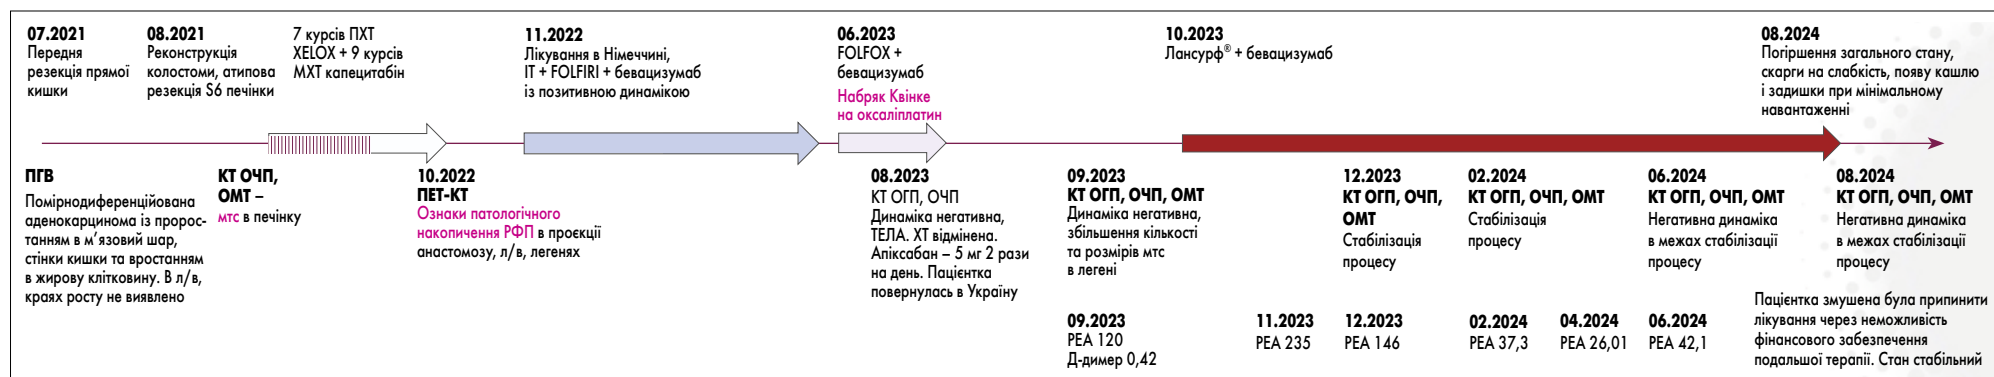 07.2021
Передня
резекція прямої
кишки
08.2021
Реконструкція
колостоми, атипова
резекція S6 печінки
7 курсів ПХТ
XELOX + 9 курсів
МХТ капецитабін
11.2022
Лікування в Німеччині,
ІТ + FOLFIRI + бевацизумаб
із позитивною динамікою
06.2023
FOLFOX +
бевацизумаб
Набряк Квінке
на оксаліплатин
10.2023
Лансурф® + бевацизумаб
08.2024
Погіршення загального стану,
скарги на слабкість, появу кашлю
і задишки при мінімальному
навантаженні
ПГВ
Помірнодиференційована
аденокарцинома із пророс-
танням в м’язовий шар,
стінки кишки та вростанням
в жирову клітковину. В л/в,
краях росту не виявлено
КТ ОЧП,
ОМТ –
мтс в печінку
10.2022
ПЕТ-КТ
Ознаки патологічного
накопичення РФП в проєкції
анастомозу, л/в, легенях
08.2023
КТ ОГП, ОЧП
Динаміка негативна,
ТЕЛА. ХТ відмінена.
Апіксабан – 5 мг 2 рази
на день. Пацієнтка
повернулась в Україну
09.2023
КТ ОГП, ОЧП, ОМТ
Динаміка негативна,
збільшення кількості
та розмірів мтс
в легені
12.2023
КТ ОГП, ОЧП,
ОМТ
Стабілізація
процесу
02.2024
КТ ОГП, ОЧП, ОМТ
Стабілізація
процесу
06.2024
КТ ОГП, ОЧП, ОМТ
Негативна динаміка
в межах стабілізації
процесу
08.2024
КТ ОГП, ОЧП, ОМТ
Негативна динаміка
в межах стабілізації
процесу
09.2023
РЕА 120
Д-димер 0,42
11.2023
РЕА 235
12.2023
РЕА 146
02.2024
РЕА 37,3
04.2024
РЕА 26,01
06.2024
РЕА 42,1
Пацієнтка змушена була припинити
лікування через неможливість
фінансового забезпечення
подальшої терапії. Стан стабільний